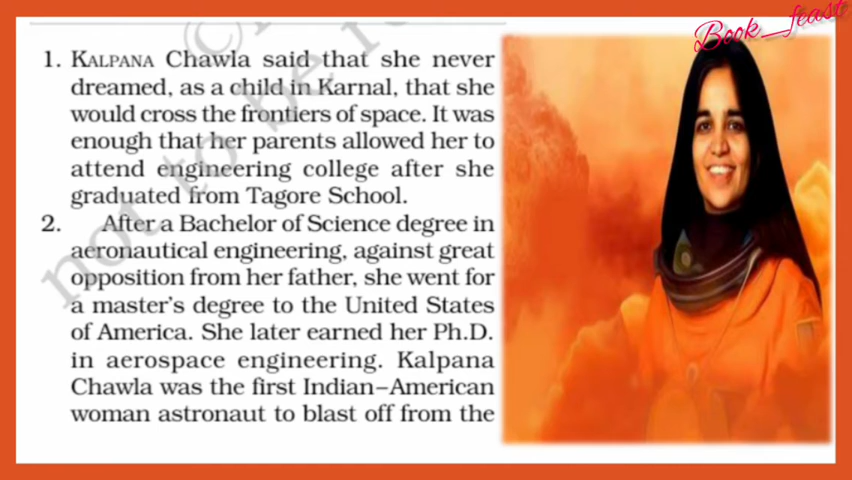 Book_feast
1. KALPANA Chawla said that she never
dreamed, as a child in Karnal, that she
would cross the frontiers of space. It was
enough that her parents allowed her to
attend engineering college after she
graduated from Tagore School.
2. After a Bachelor of Science degree in
aeronautical engineering, against great
opposition from her father, she went for
a master's degree to the United States
of America. She later earned her Ph.D.
in aerospace engineering. Kalpana
Chawla was the first Indian–American
woman astronaut to blast off from the
not to be re